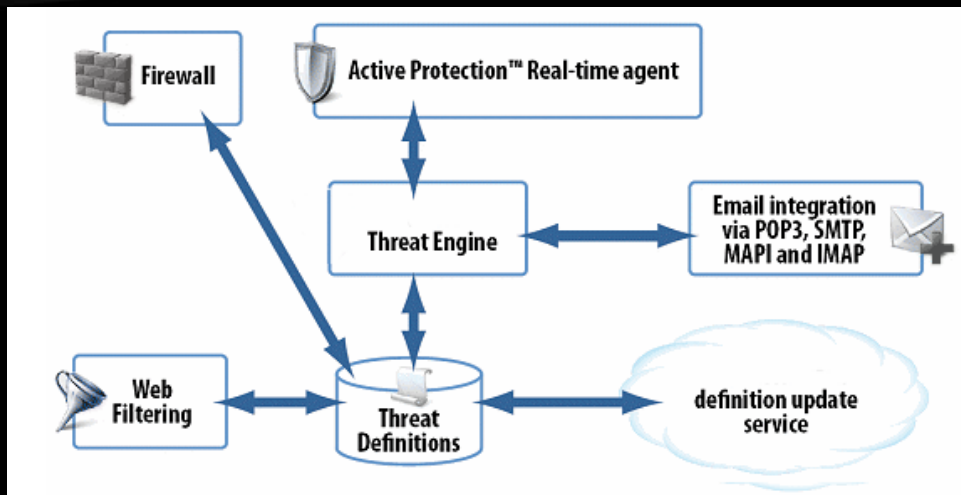 Firewall
Active Protection™ Real-time agent
Threat Engine
Email integration
via POP3, SMTP,
MAPI and IMAP
Web
Filtering
Threat
Definitions
definition update
service